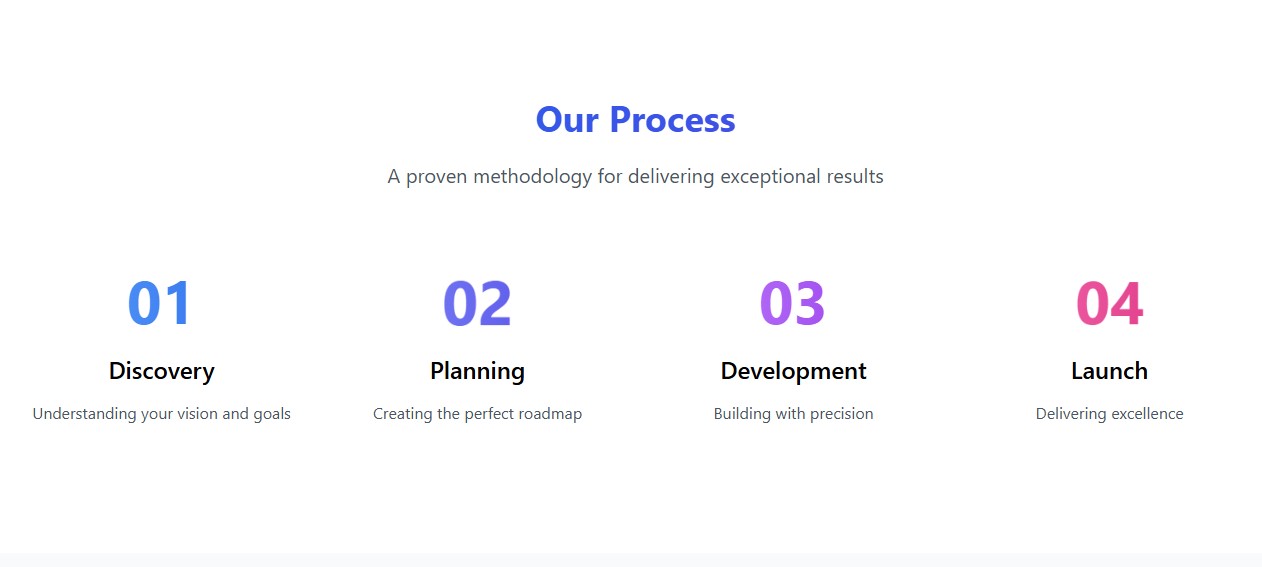 Our Process
A proven methodology for delivering exceptional results
01
Discovery
Understanding your vision and goals
02
Planning
Creating the perfect roadmap
03
Development
Building with precision
04
Launch
Delivering excellence